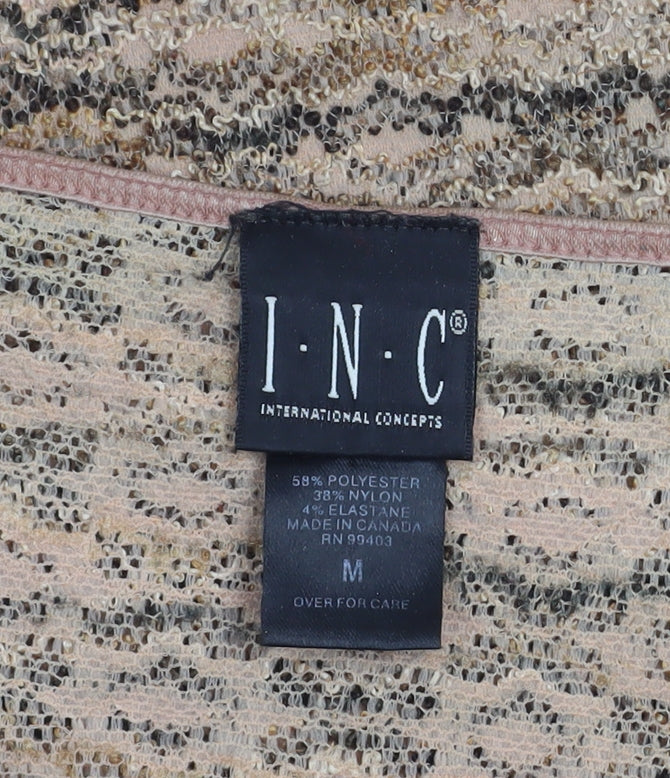 I·N·C®
INTERNATIONAL CONCEPTS
58% POLYESTER
38% NYLON
4% ELASTANE
MADE IN CANADA
RN 99403
M
OVER FOR CARE